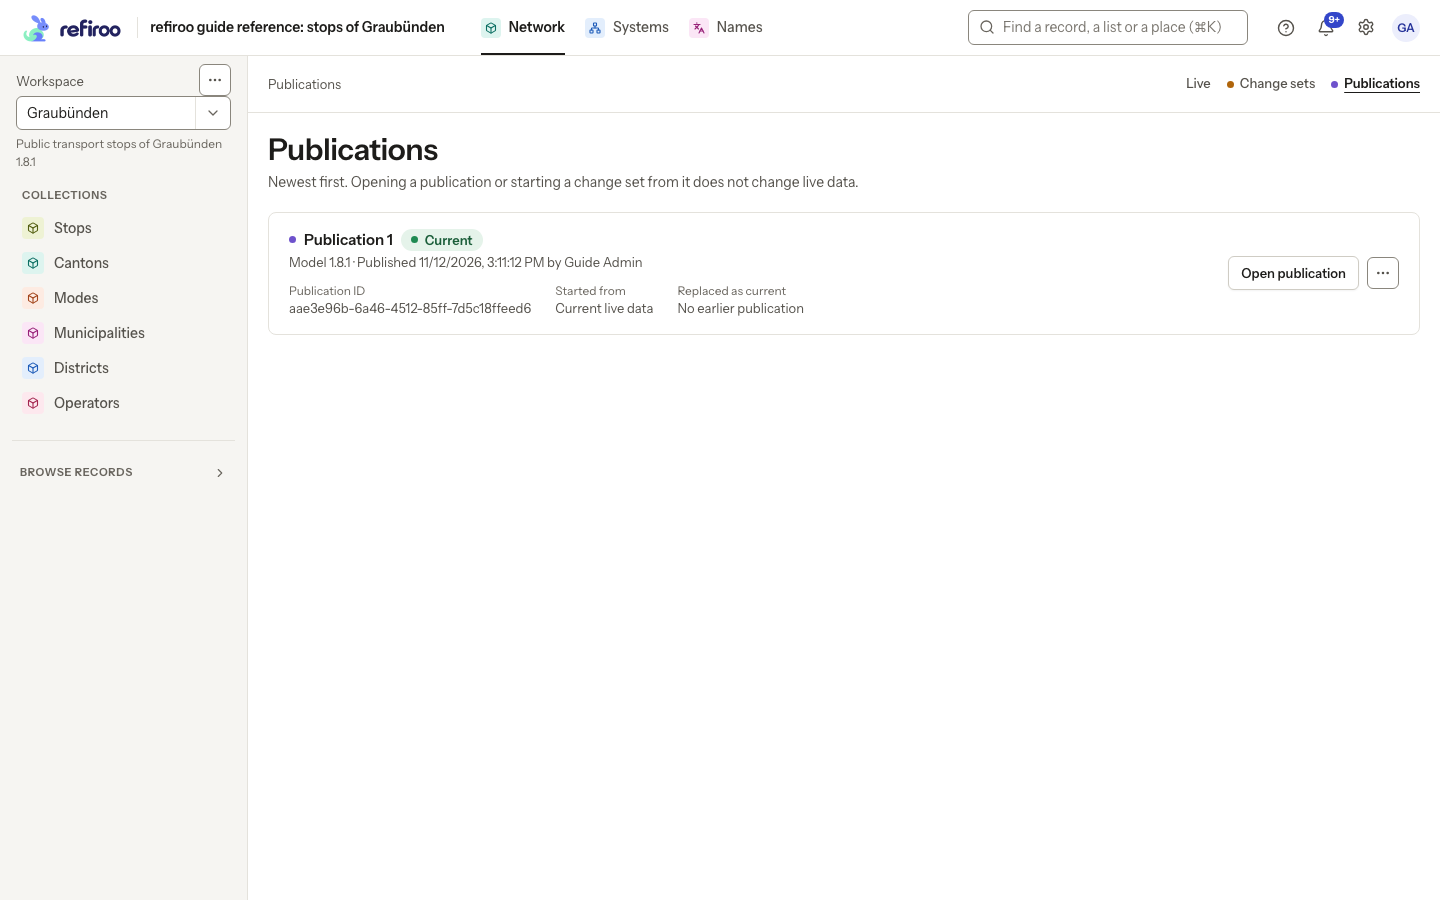 refiroo
refiroo guide reference: stops of Graubünden
Network
Systems
Names
Find a record, a list or a place (⌘K)
9+
GA
Workspace
Graubünden
Public transport stops of Graubünden
1.8.1
COLLECTIONS
Stops
Cantons
Modes
Municipalities
Districts
Operators
BROWSE RECORDS
Publications
Live
Change sets
Publications
Publications
Newest first. Opening a publication or starting a change set from it does not change live data.
Publication 1
Current
Model 1.8.1 · Published 11/12/2026, 3:11:12 PM by Guide Admin
Publication ID
aae3e96b-6a46-4512-85ff-7d5c18ffeed6
Started from
Current live data
Replaced as current
No earlier publication
Open publication